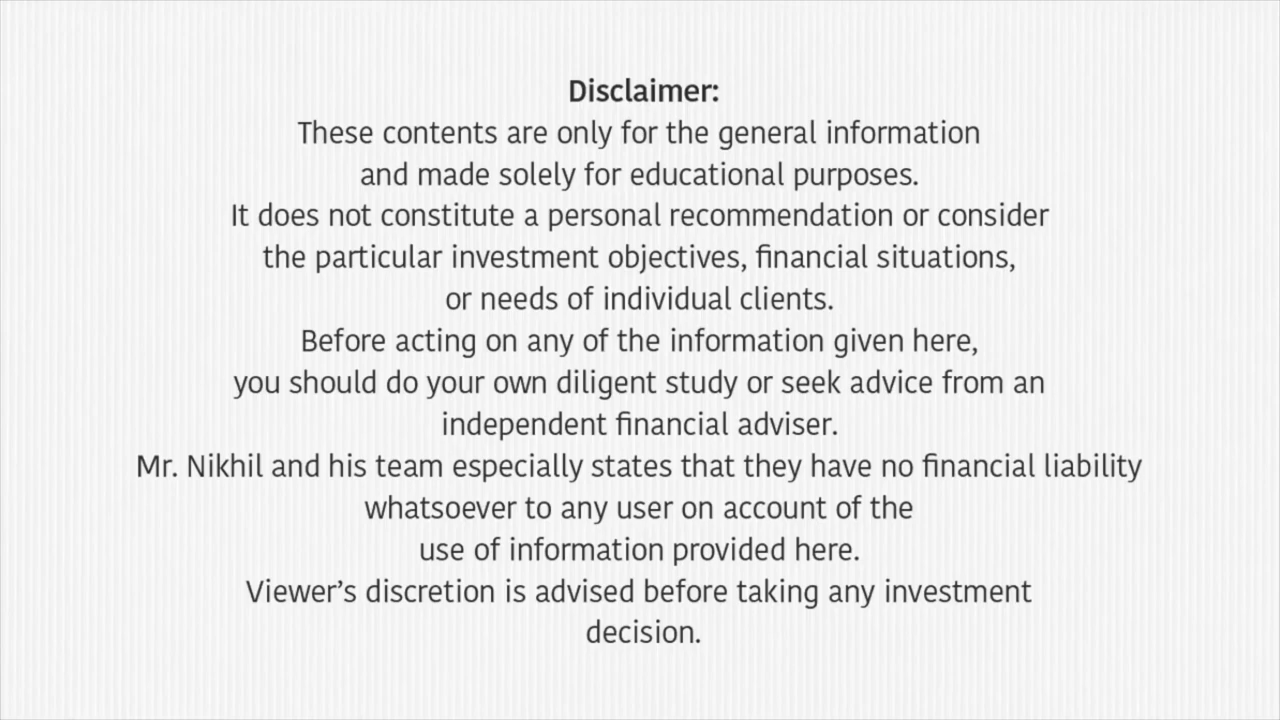 Disclaimer:
These contents are only for the general information
and made solely for educational purposes.
It does not constitute a personal recommendation or consider
the particular investment objectives, financial situations,
or needs of individual clients.
Before acting on any of the information given here,
you should do your own diligent study or seek advice from an
independent financial adviser.
Mr. Nikhil and his team especially states that they have no financial liability
whatsoever to any user on account of the
use of information provided here.
Viewer’s discretion is advised before taking any investment
decision.